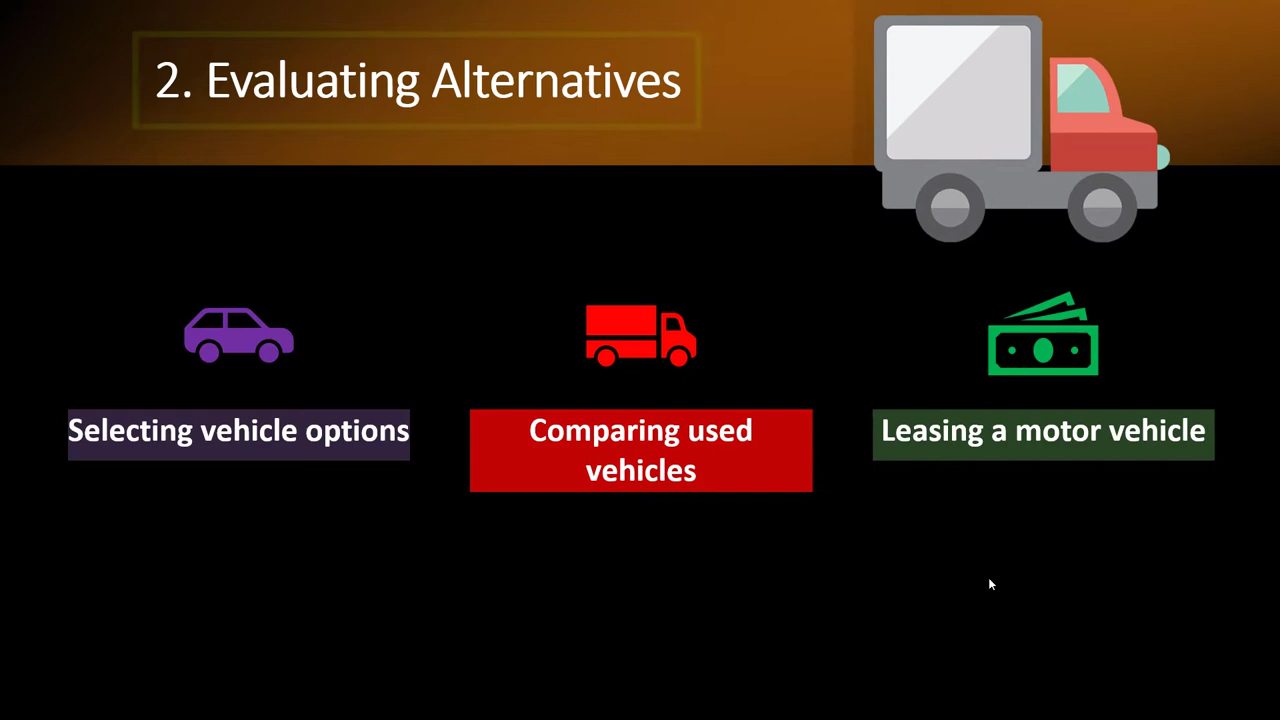 2. Evaluating Alternatives
Selecting vehicle options
Comparing used
vehicles
Leasing a motor vehicle